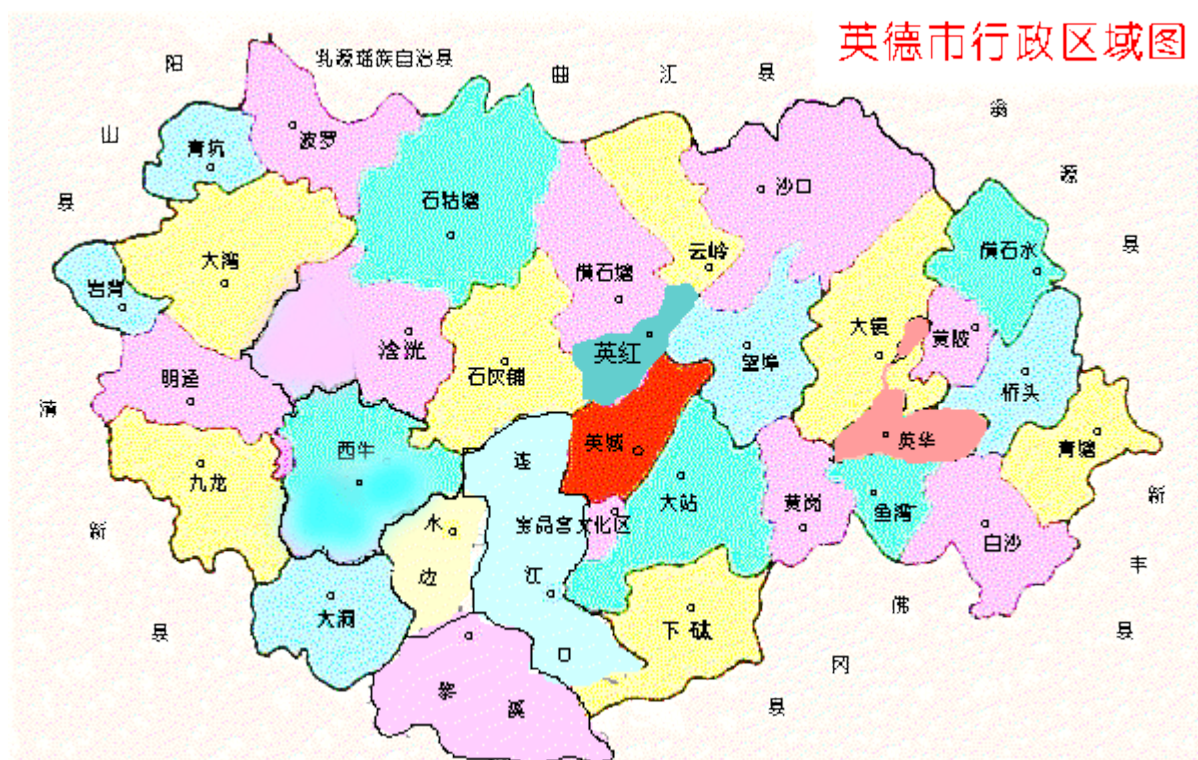 英德市行政区域图
阳
山
县
乳源瑶族自治县
曲
江
县
翁
源
县
青坑
波罗
石牯塘
沙口
大湾
横石塘
云岭
横石水
岩背
英红
望埠
大镇
黄陂
浛洸
石灰铺
明迳
桥头
清
新
县
九龙
西牛
英城
英华
青塘
连
江
口
宝晶宫文化区
大站
黄岗
鱼湾
白沙
新
丰
县
水
边
大洞
下𬒗
佛
冈
县
黎
溪